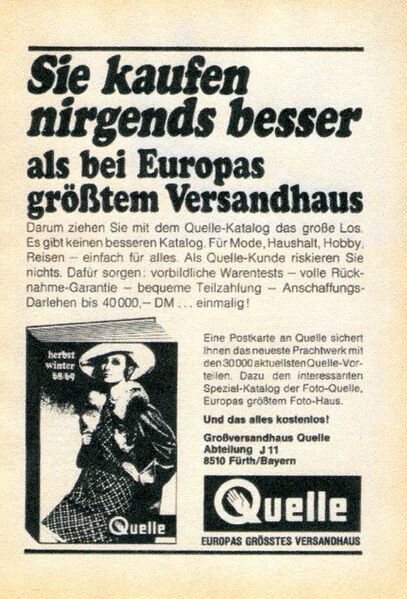 Sie kaufen
nirgends besser
als bei Europas
größtem Versandhaus
Darum ziehen Sie mit dem Quelle-Katalog das große Los.
Es gibt keinen besseren Katalog. Für Mode, Haushalt, Hobby,
Reisen – einfach für alles. Als Quelle-Kunde riskieren Sie
nichts. Dafür sorgen: vorbildliche Warentests – volle Rück-
nahme-Garantie – bequeme Teilzahlung – Anschaffungs-
Darlehen bis 40 000,– DM ... einmalig!
herbst
winter
68/69
Quelle
Eine Postkarte an Quelle sichert
Ihnen das neueste Prachtwerk mit
den 30 000 aktuellsten Quelle-Vor-
teilen. Dazu den interessanten
Spezial-Katalog der Foto-Quelle,
Europas größtem Foto-Haus.
Und das alles kostenlos!
Großversandhaus Quelle
Abteilung J 11
8510 Fürth/Bayern
Quelle
EUROPAS GRÖSSTES VERSANDHAUS